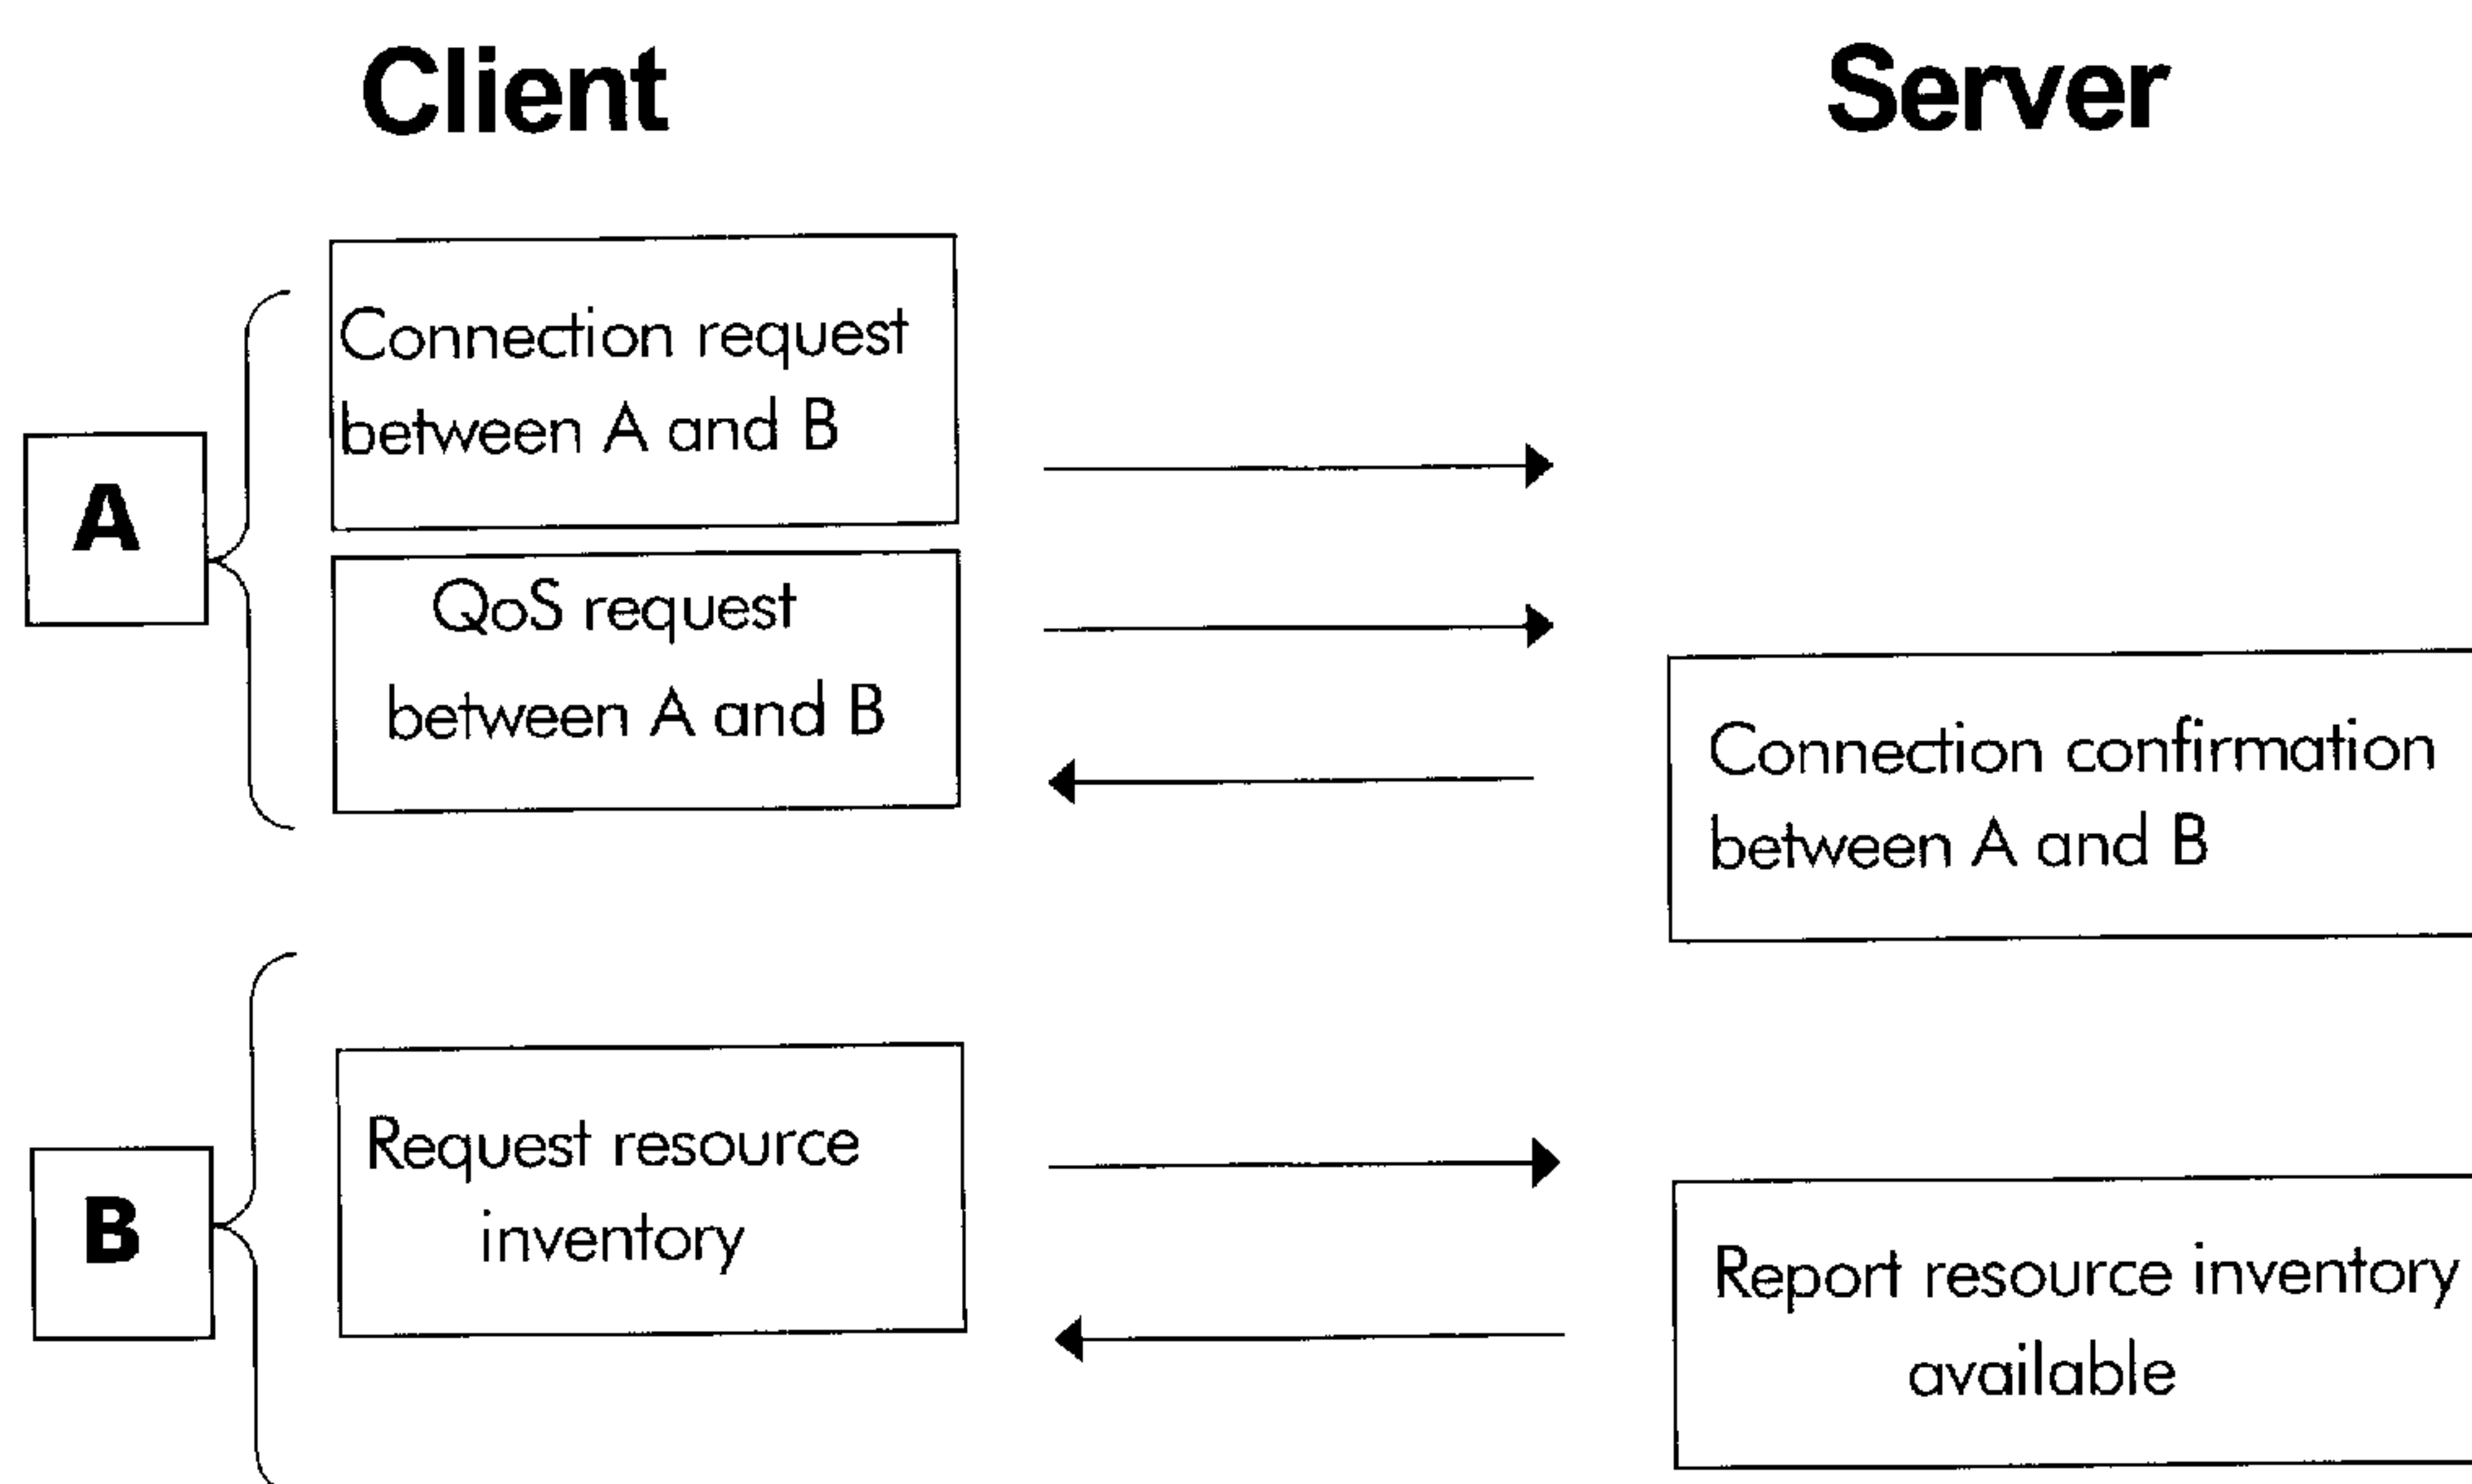 Client
Server
A
Connection request
between A and B
QoS request
between A and B
Connection confirmation
between A and B
B
Request resource
inventory
Report resource inventory
available